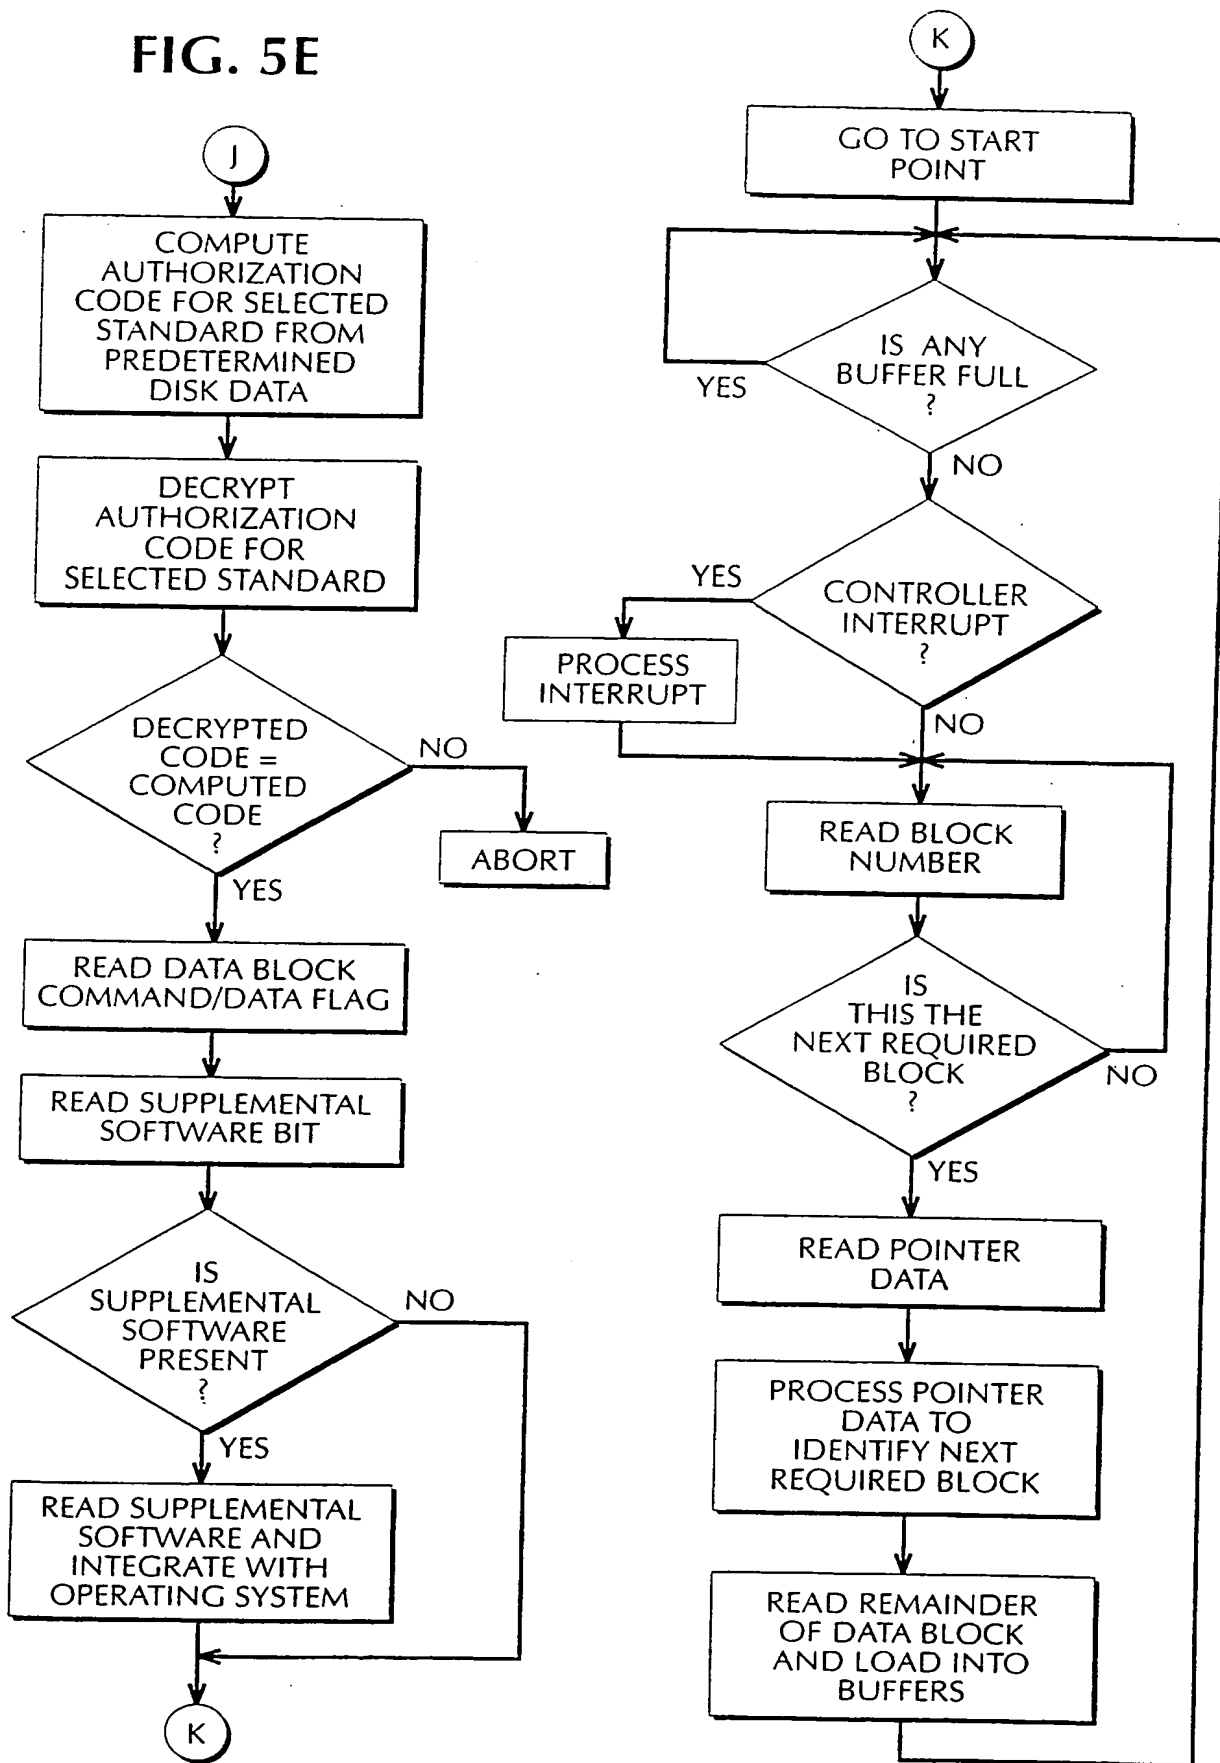 FIG. 5E
J
COMPUTE
AUTHORIZATION
CODE FOR SELECTED
STANDARD FROM
PREDETERMINED
DISK DATA
DECRYPT
AUTHORIZATION
CODE FOR
SELECTED STANDARD
DECRYPTED
CODE =
COMPUTED
CODE
?
NO
ABORT
YES
READ DATA BLOCK
COMMAND/DATA FLAG
READ SUPPLEMENTAL
SOFTWARE BIT
IS
SUPPLEMENTAL
SOFTWARE
PRESENT
?
NO
YES
READ SUPPLEMENTAL
SOFTWARE AND
INTEGRATE WITH
OPERATING SYSTEM
K
K
GO TO START
POINT
IS ANY
BUFFER FULL
?
YES
NO
CONTROLLER
INTERRUPT
?
YES
PROCESS
INTERRUPT
NO
READ BLOCK
NUMBER
IS
THIS THE
NEXT REQUIRED
BLOCK
?
NO
YES
READ POINTER
DATA
PROCESS POINTER
DATA TO
IDENTIFY NEXT
REQUIRED BLOCK
READ REMAINDER
OF DATA BLOCK
AND LOAD INTO
BUFFERS